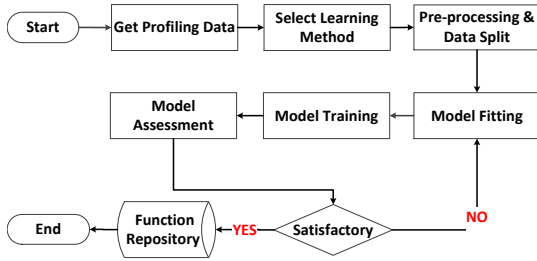 Start
Get Profiling Data
Select Learning
Method
Pre-processing &
Data Split
Model
Assessment
Model Training
Model Fitting
End
Function
Repository
YES
Satisfactory
NO